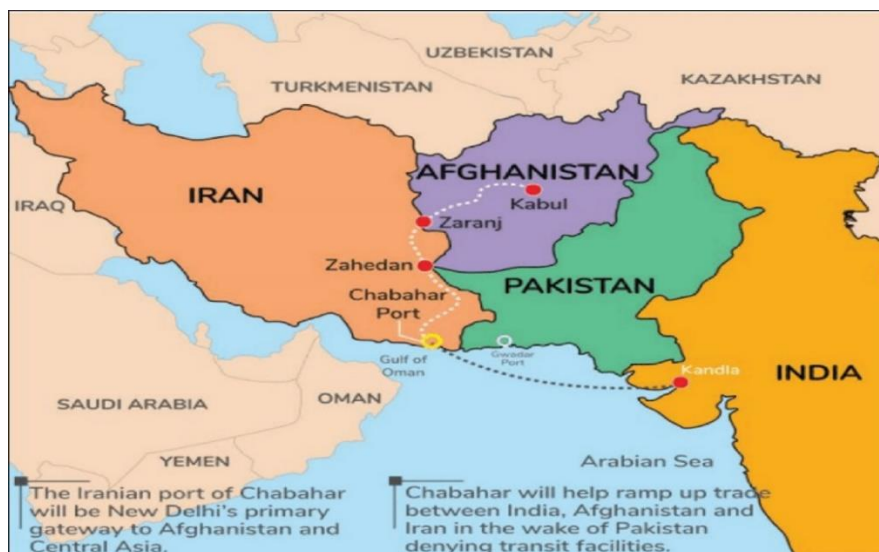 UZBEKISTAN
KAZAKHSTAN
TURKMENISTAN
AFGHANISTAN
IRAN
Kabul
IRAQ
Zaranj
Zahedan
PAKISTAN
Chabahar
Port
Gulf of
Oman
Gwadar
Port
Kandla
INDIA
SAUDI ARABIA
OMAN
YEMEN
Arabian Sea
The Iranian port of Chabahar
will be New Delhi's primary
gateway to Afghanistan and
Central Asia.
Chabahar will help ramp up trade
between India, Afghanistan and
Iran in the wake of Pakistan
denying transit facilities.